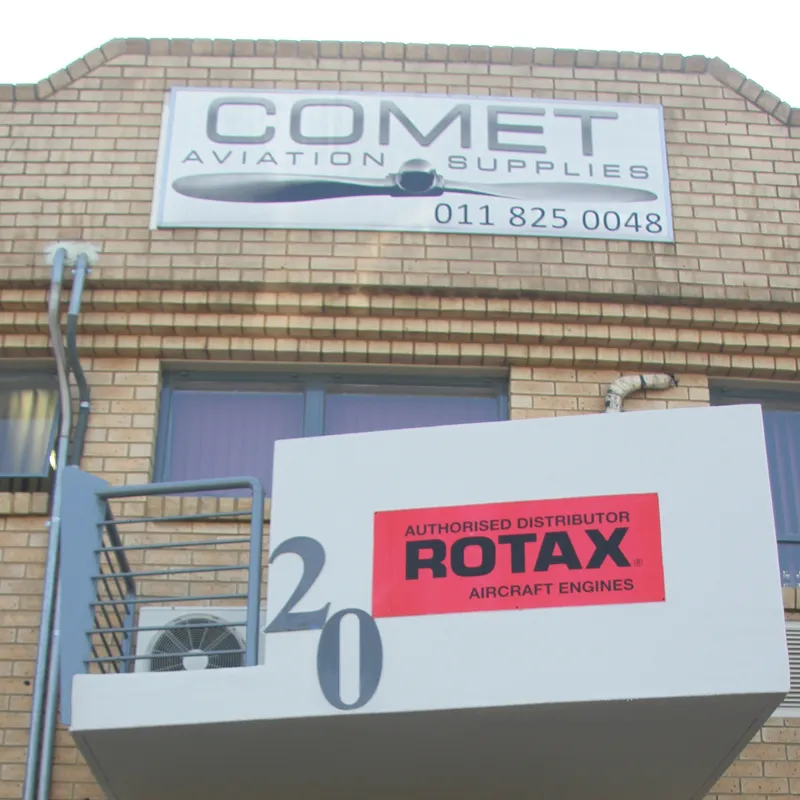 COMET
AVIATION SUPPLIES
011 825 0048
AUTHORISED DISTRIBUTOR
ROTAX®
AIRCRAFT ENGINES
20